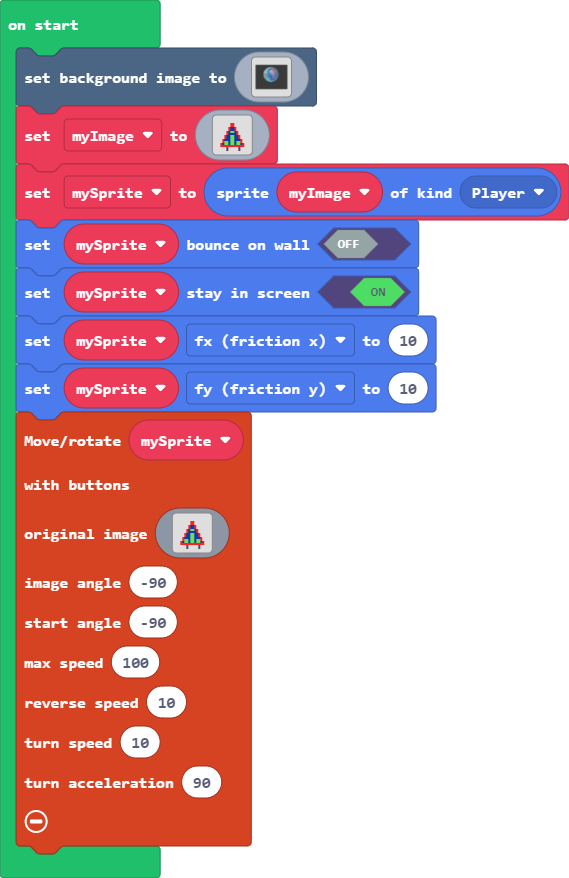 on start
set background image to
set myImage to
set mySprite to sprite myImage of kind Player
set mySprite bounce on wall OFF
set mySprite stay in screen ON
set mySprite fx (friction x) to 10
set mySprite fy (friction y) to 10
Move/rotate mySprite
with buttons
original image
image angle -90
start angle -90
max speed 100
reverse speed 10
turn speed 10
turn acceleration 90